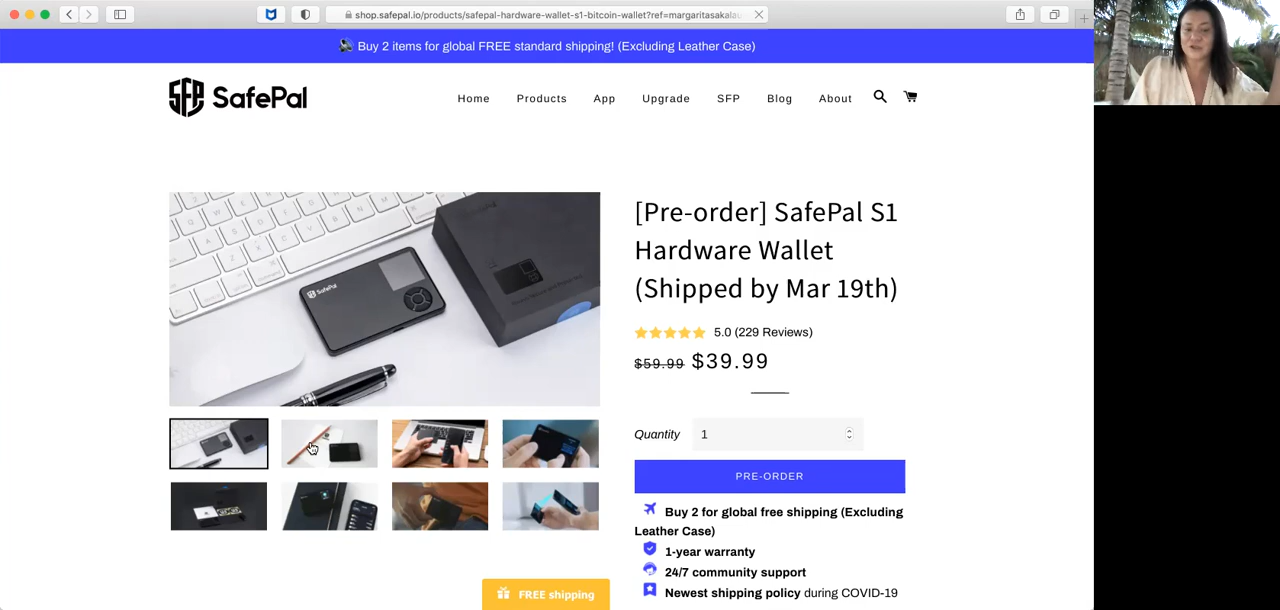 shop.safepal.io/products/safepal-hardware-wallet-s1-bitcoin-wallet?ref=margaritasakalau
Buy 2 items for global FREE standard shipping! (Excluding Leather Case)
SafePal
Home Products App Upgrade SFP Blog About
SafePal
[Pre-order] SafePal S1
Hardware Wallet
(Shipped by Mar 19th)
5.0 (229 Reviews)
$59.99 $39.99
Quantity 1
PRE-ORDER
Buy 2 for global free shipping (Excluding
Leather Case)
1-year warranty
24/7 community support
Newest shipping policy during COVID-19
FREE shipping